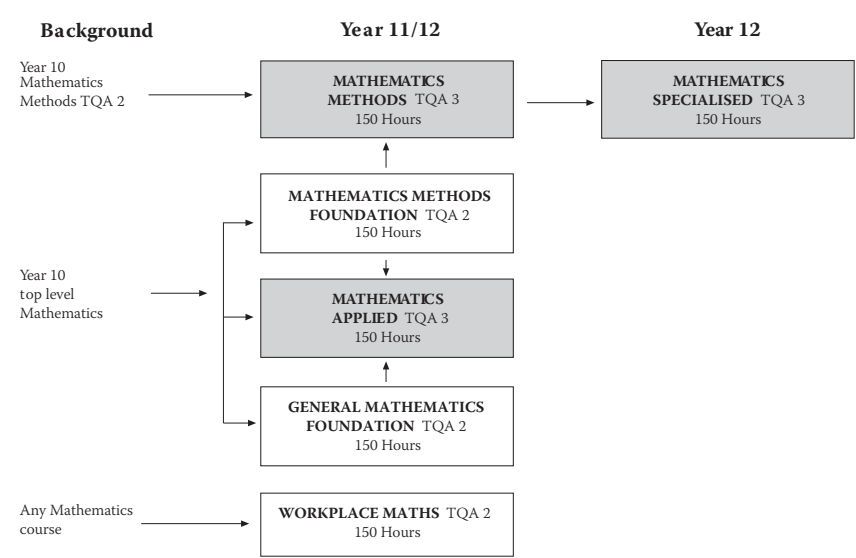 Background
Year 11/12
Year 12
Year 10
Mathematics
Methods TQA 2
MATHEMATICS
METHODS TQA 3
150 Hours
MATHEMATICS
SPECIALISED TQA 3
150 Hours
MATHEMATICS METHODS
FOUNDATION TQA 2
150 Hours
Year 10
top level
Mathematics
MATHEMATICS
APPLIED TQA 3
150 Hours
GENERAL MATHEMATICS
FOUNDATION TQA 2
150 Hours
Any Mathematics
course
WORKPLACE MATHS TQA 2
150 Hours